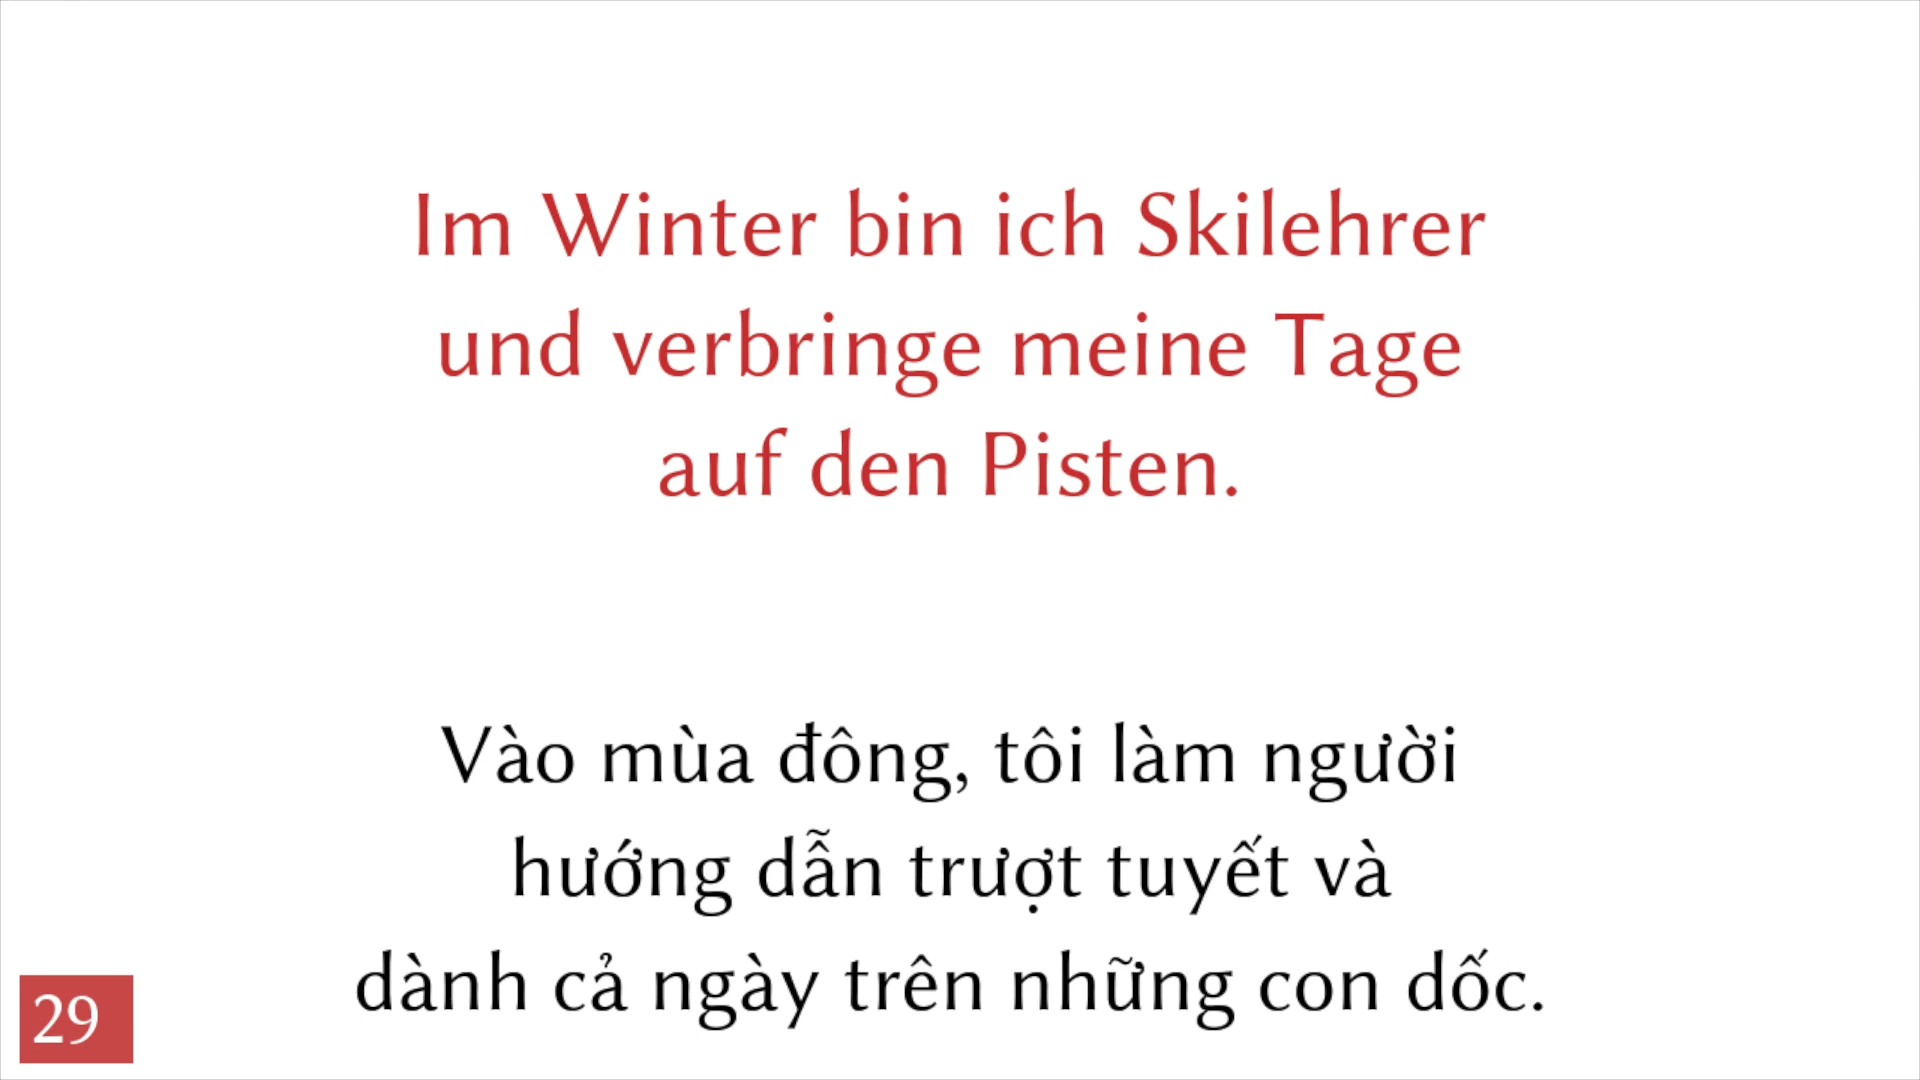 Im Winter bin ich Skilehrer
und verbringe meine Tage
auf den Pisten.
Vào mùa đông, tôi làm người
hướng dẫn trượt tuyết và
dành cả ngày trên những con dốc.
29